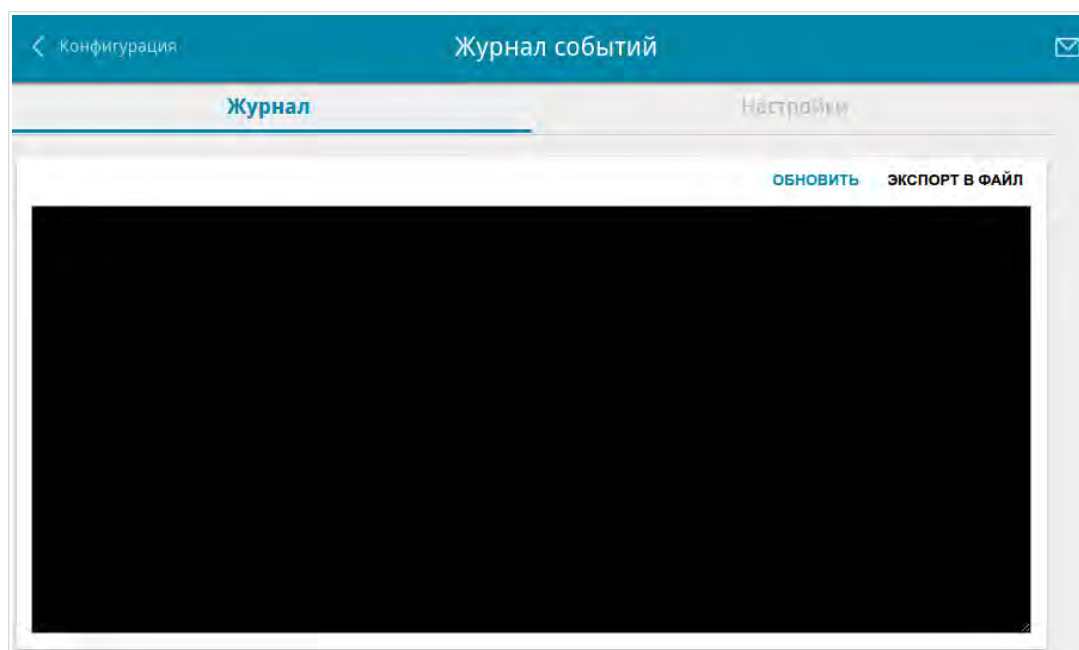 Конфигурация
Журнал событий
Журнал
Настройки
ОБНОВИТЬ ЭКСПОРТ В ФАЙЛ